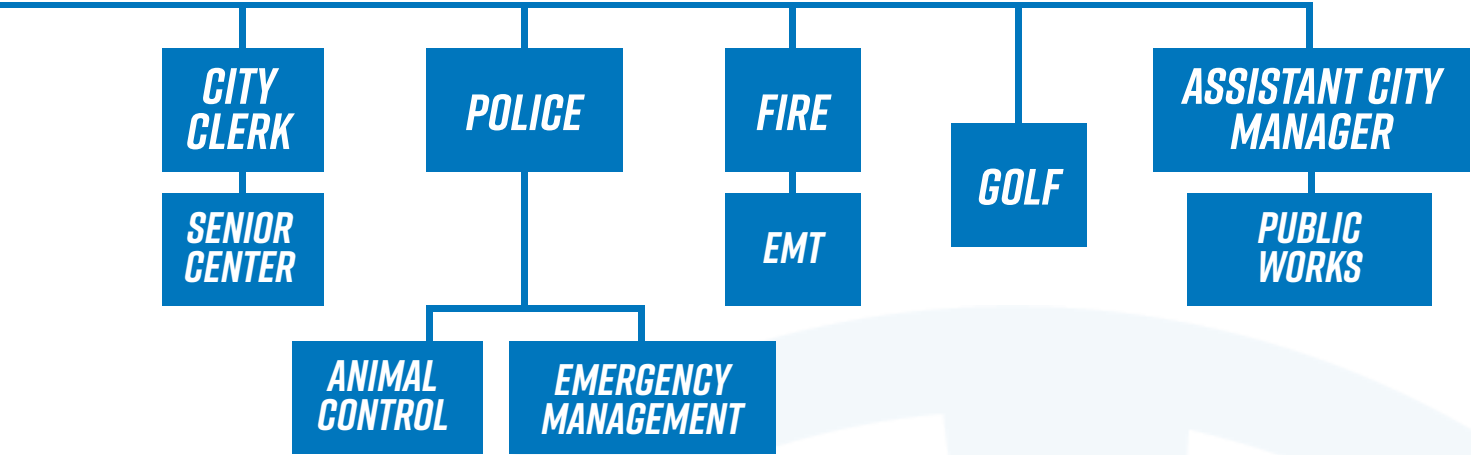 CITY
CLERK
POLICE
FIRE
GOLF
ASSISTANT CITY
MANAGER
SENIOR
CENTER
EMT
PUBLIC
WORKS
ANIMAL
CONTROL
EMERGENCY
MANAGEMENT